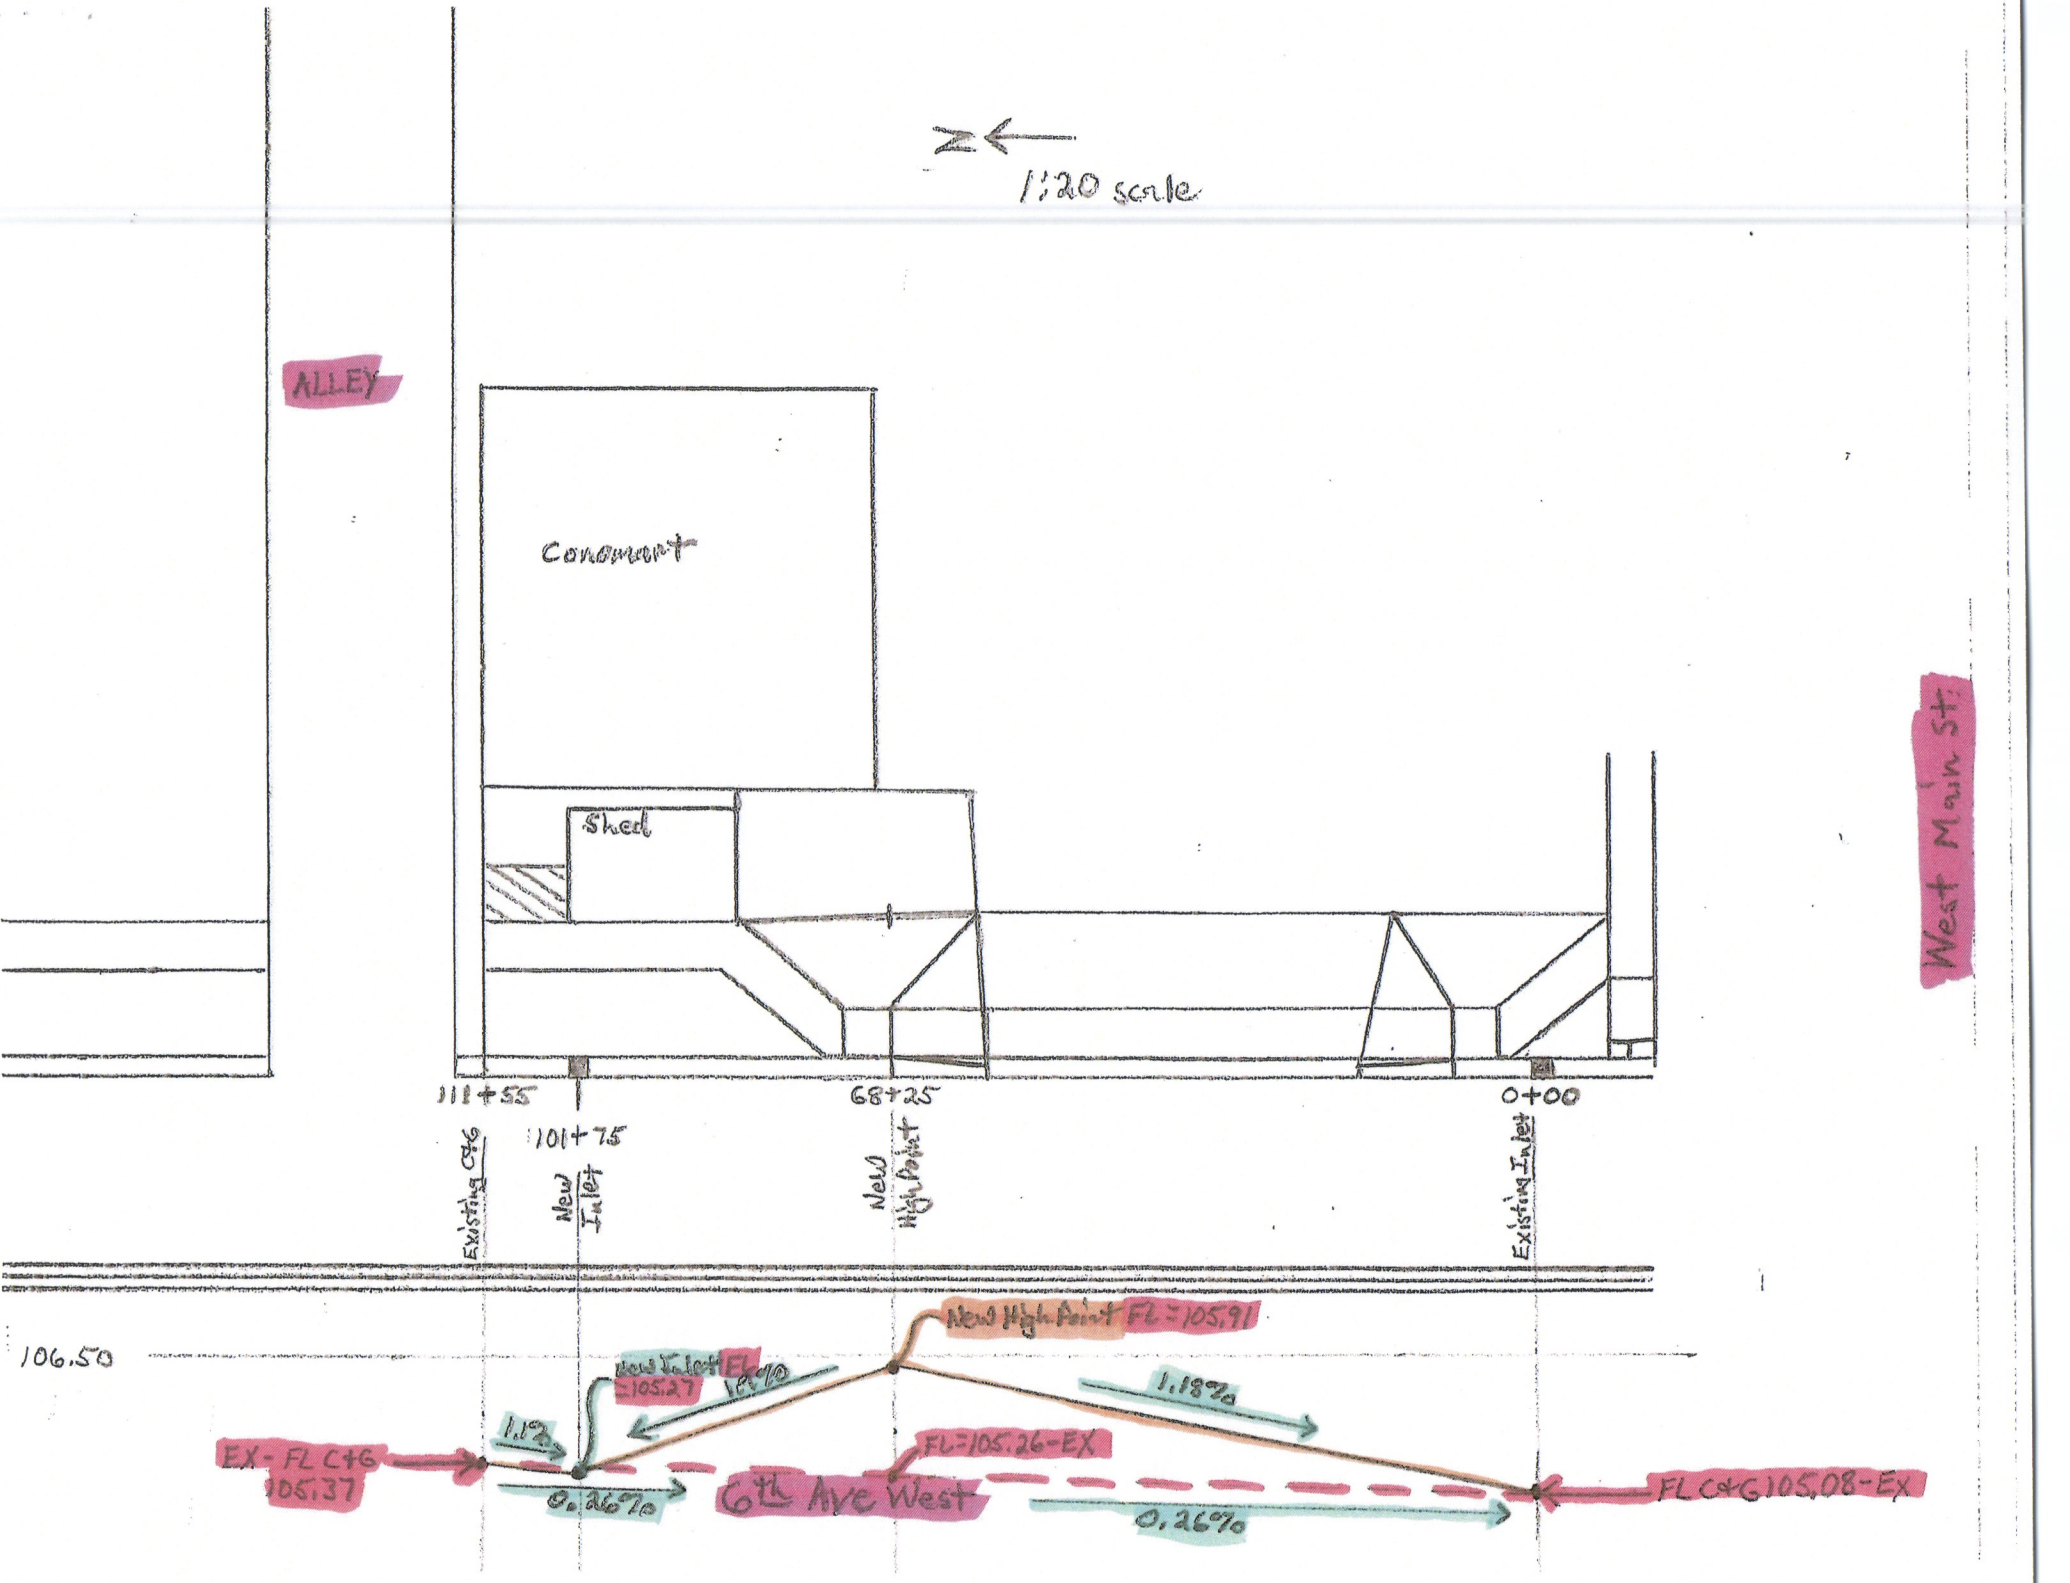 Z
1:20 scale
ALLEY
Conomart
Shed
West Main St.
111+55
68+25
0+00
101+75
Existing C&G
New
Inlet
New
High Point
Existing Inlet
New High Point FL=105.91
106.50
New Inlet FL
=105.27
1.18%
1.1%
FL=105.26-EX
EX-FL C+G
105.37
6th Ave West
FL C&G 105.08-EX
0.26%
0.26%